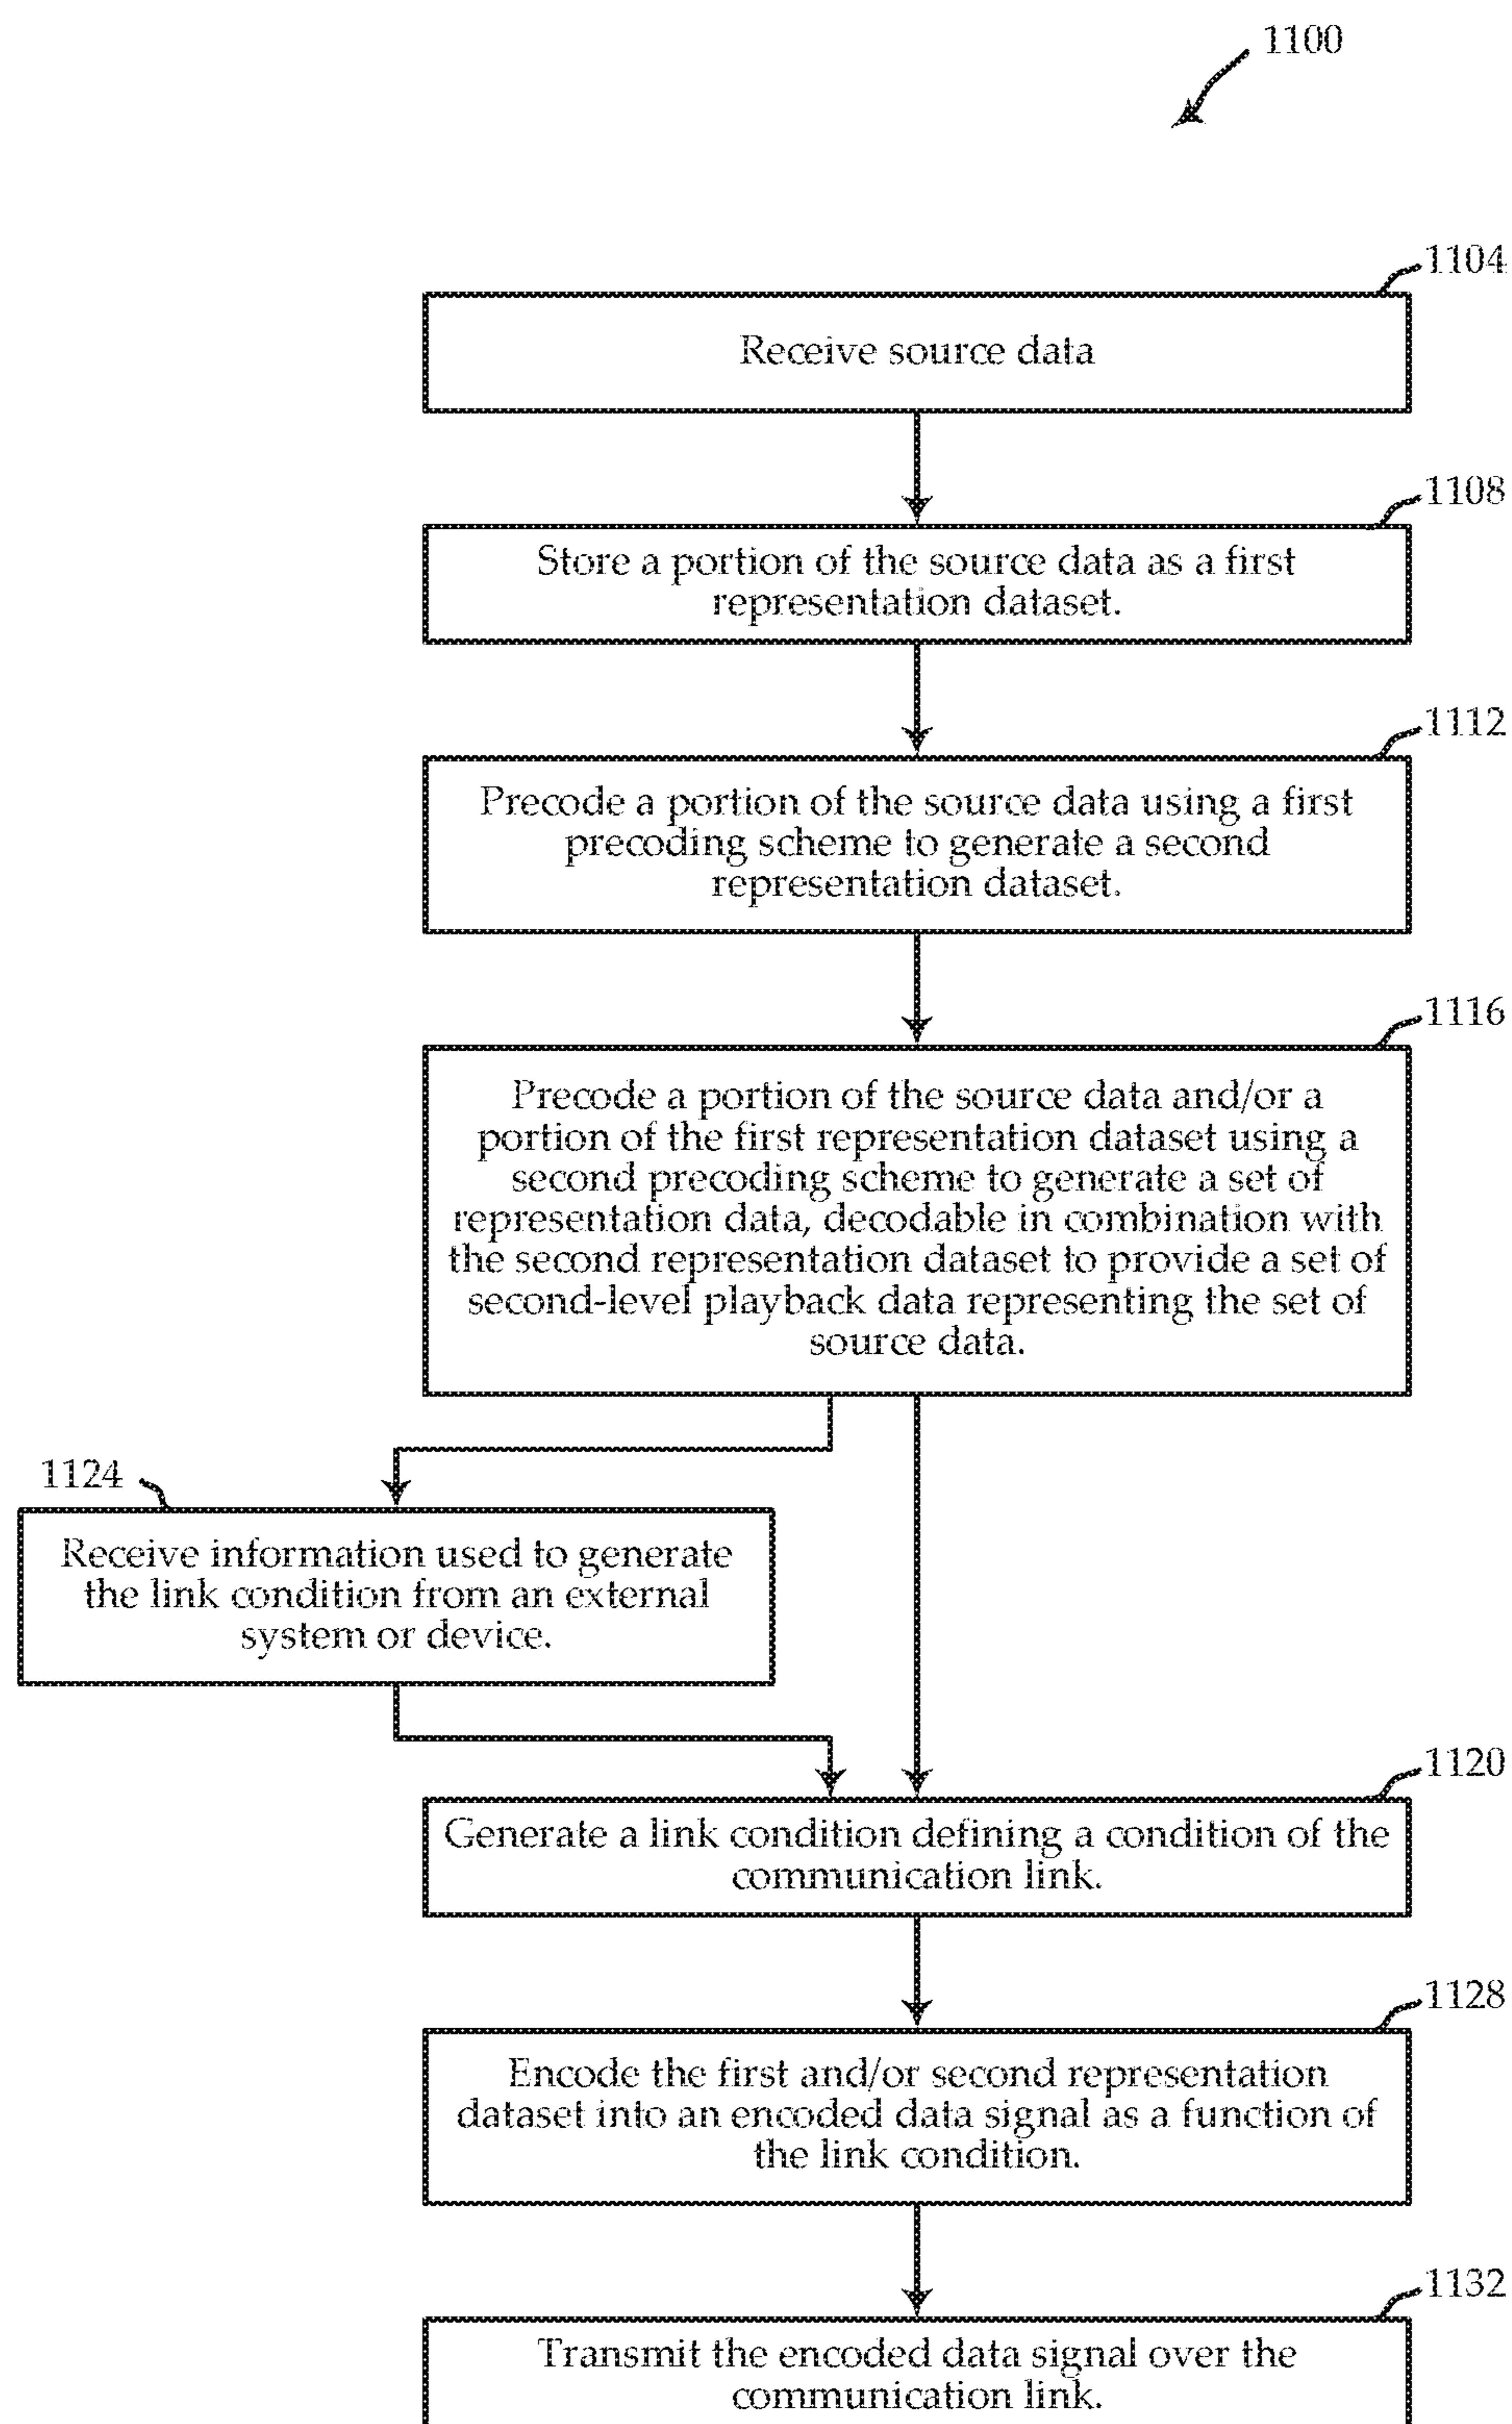 1100
1104
Receive source data
1108
Store a portion of the source data as a first
representation dataset.
1112
Precode a portion of the source data using a first
precoding scheme to generate a second
representation dataset.
1116
Precode a portion of the source data and/or a
portion of the first representation dataset using a
second precoding scheme to generate a set of
representation data, decodable in combination with
the second representation dataset to provide a set of
second-level playback data representing the set of
source data.
1124
Receive information used to generate
the link condition from an external
system or device.
1120
Generate a link condition defining a condition of the
communication link.
1128
Encode the first and/or second representation
dataset into an encoded data signal as a function of
the link condition.
1132
Transmit the encoded data signal over the
communication link.